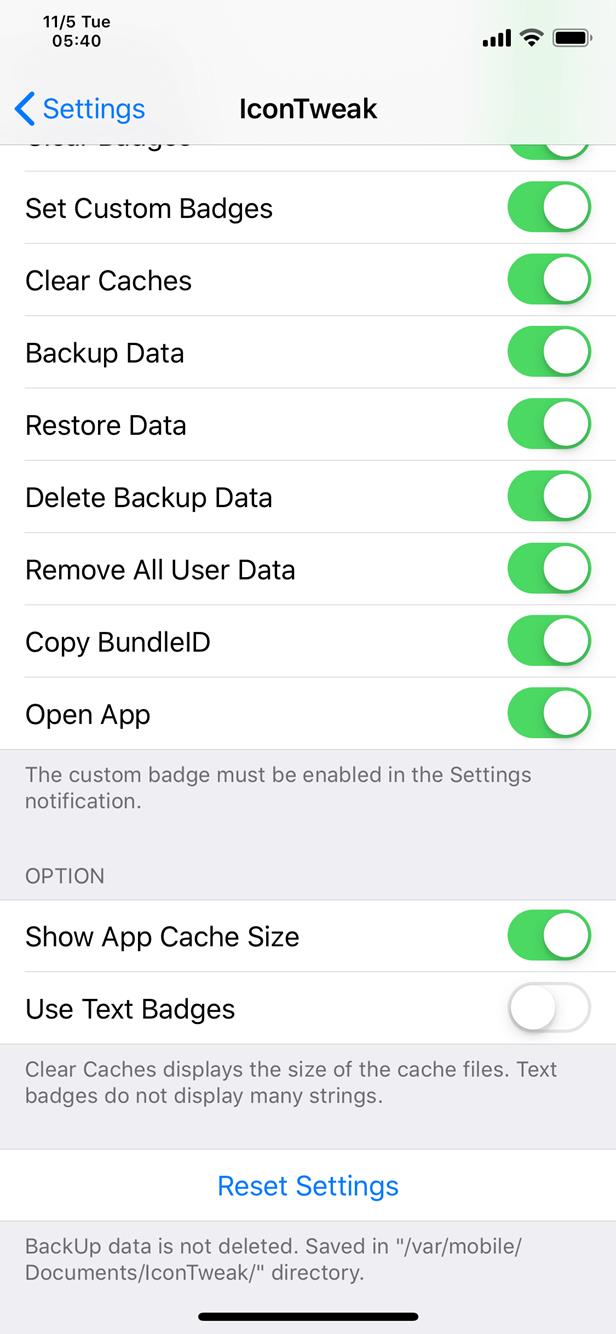 11/5 Tue
05:40
Settings
IconTweak
Clear Badges
Set Custom Badges
Clear Caches
Backup Data
Restore Data
Delete Backup Data
Remove All User Data
Copy BundleID
Open App
The custom badge must be enabled in the Settings
notification.
OPTION
Show App Cache Size
Use Text Badges
Clear Caches displays the size of the cache files. Text
badges do not display many strings.
Reset Settings
BackUp data is not deleted. Saved in "/var/mobile/
Documents/IconTweak/" directory.